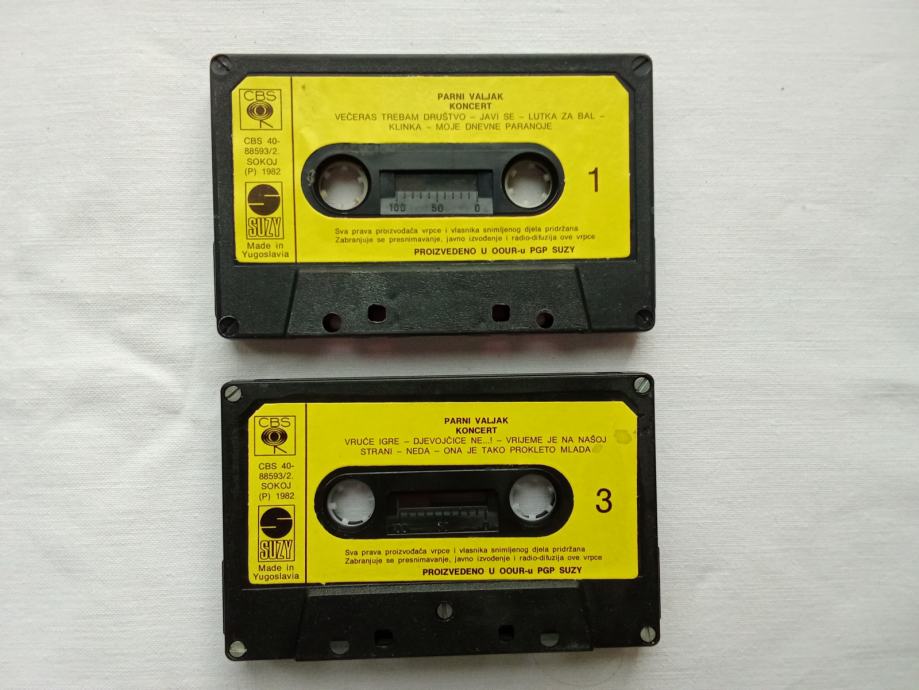 CBS
CBS 40-
88593/2.
SOKOJ
(P) 1982
SUZY
Made in
Yugoslavia
PARNI VALJAK
KONCERT
VEČERAS TREBAM DRUŠTVO – JAVI SE – LUTKA ZA BAL –
KLINKA – MOJE DNEVNE PARANOJE
1
100 50 0
Sva prava proizvođača vrpce i vlasnika snimljenog djela pridržana
Zabranjuje se presnimavanje, javno izvođenje i radio-difuzija ove vrpce
PROIZVEDENO U OOUR-u PGP SUZY
CBS
CBS 40-
88593/2.
SOKOJ
(P) 1982
SUZY
Made in
Yugoslavia
PARNI VALJAK
KONCERT
VRUĆE IGRE – DJEVOJČICE NE...! – VRIJEME JE NA NAŠOJ
STRANI – NEDA – ONA JE TAKO PROKLETO MLADA
3
Sva prava proizvođača vrpce i vlasnika snimljenog djela pridržana
Zabranjuje se presnimavanje, javno izvođenje i radio-difuzija ove vrpce
PROIZVEDENO U OOUR-u PGP SUZY